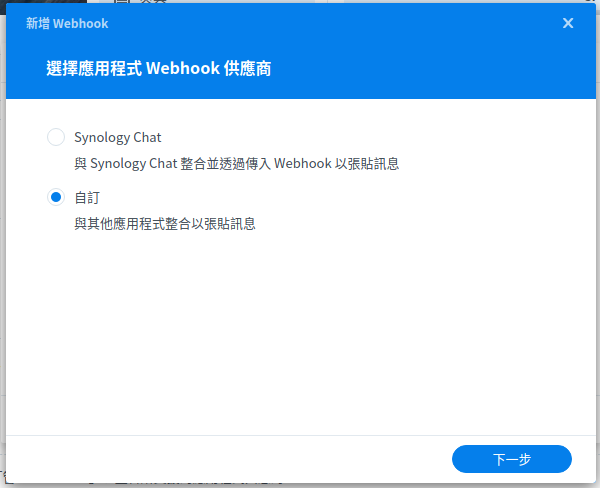 新增 Webhook
選擇應用程式 Webhook 供應商
Synology Chat
與 Synology Chat 整合並透過傳入 Webhook 以張貼訊息
自訂
與其他應用程式整合以張貼訊息
下一步